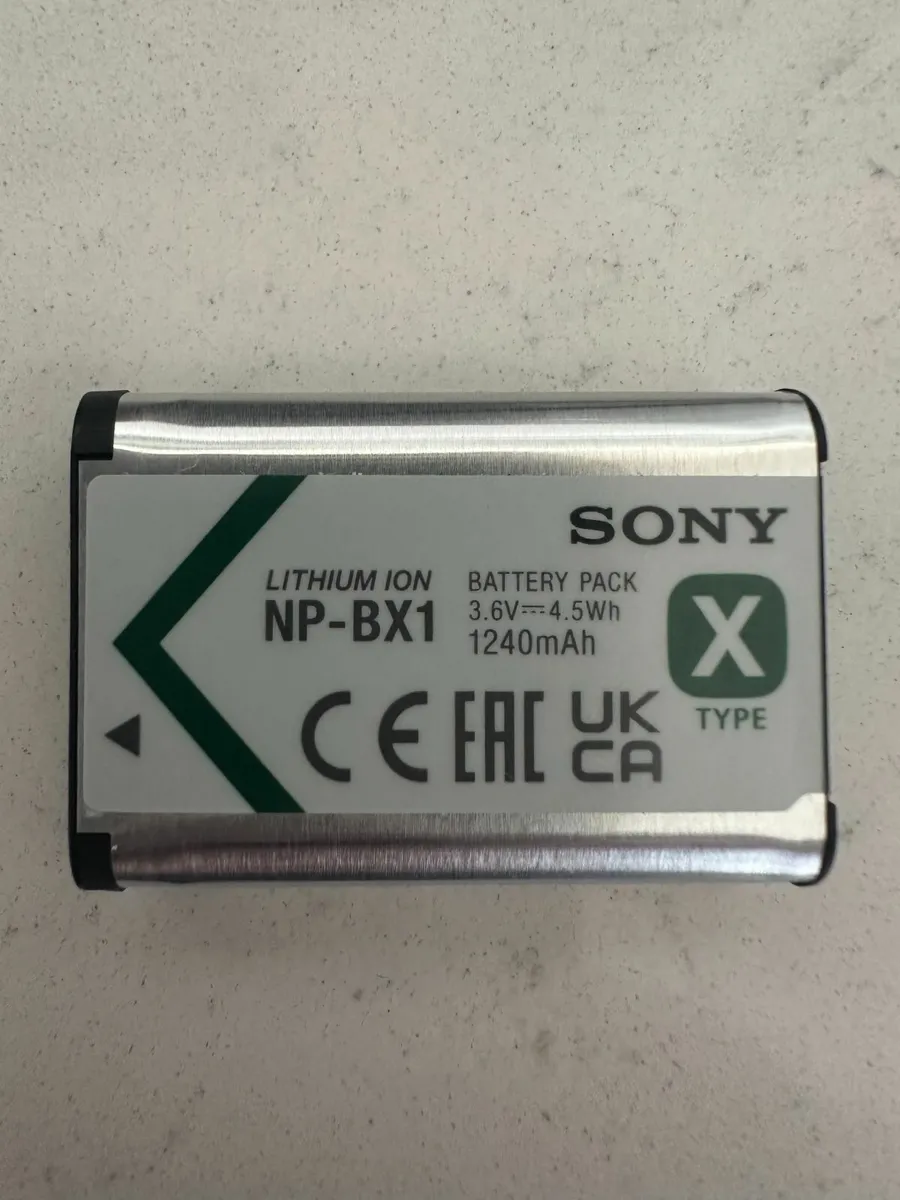 SONY
LITHIUM ION
NP-BX1
BATTERY PACK
3.6V⎓4.5Wh
1240mAh
X
TYPE
CE EAC UK
CA